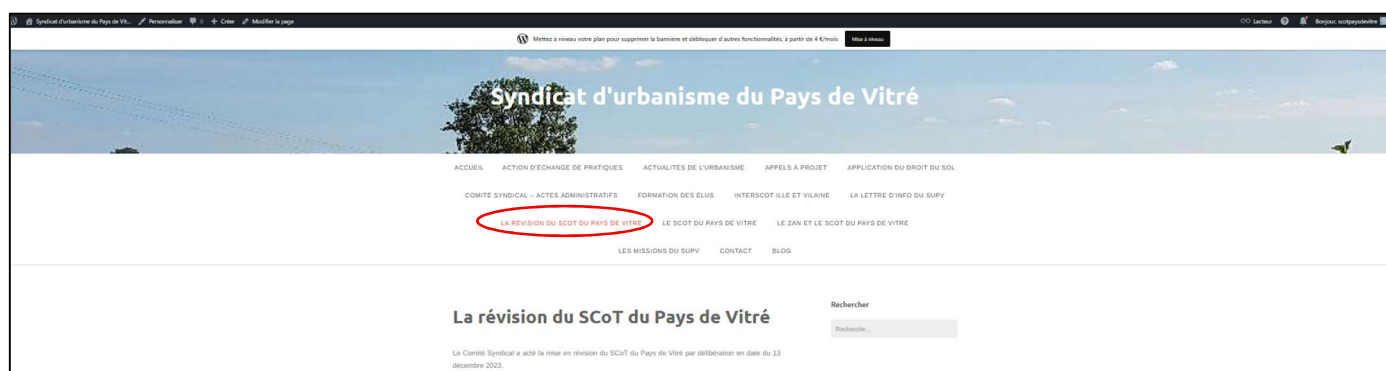 Syndicat d'urbanisme du Pays de Vit... Personnaliser 0 + Créer Modifier la page Lecteur Bonjour, scotpaysdevitre
Mettez à niveau votre plan pour supprimer la bannière et débloquer d'autres fonctionnalités, à partir de 4 €/mois Mise à niveau
Syndicat d'urbanisme du Pays de Vitré
ACCUEIL ACTION D'ÉCHANGE DE PRATIQUES ACTUALITÉS DE L'URBANISME APPELS À PROJET APPLICATION DU DROIT DU SOL
COMITÉ SYNDICAL – ACTES ADMINISTRATIFS FORMATION DES ÉLUS INTERSCOT ILLE ET VILAINE LA LETTRE D'INFO DU SUPV
LA RÉVISION DU SCOT DU PAYS DE VITRÉ LE SCOT DU PAYS DE VITRÉ LE ZAN ET LE SCOT DU PAYS DE VITRÉ
LES MISSIONS DU SUPV CONTACT BLOG
La révision du SCoT du Pays de Vitré
Le Comité Syndical a acté la mise en révision du SCoT du Pays de Vitré par délibération en date du 13
décembre 2023.
Rechercher
Recherche...